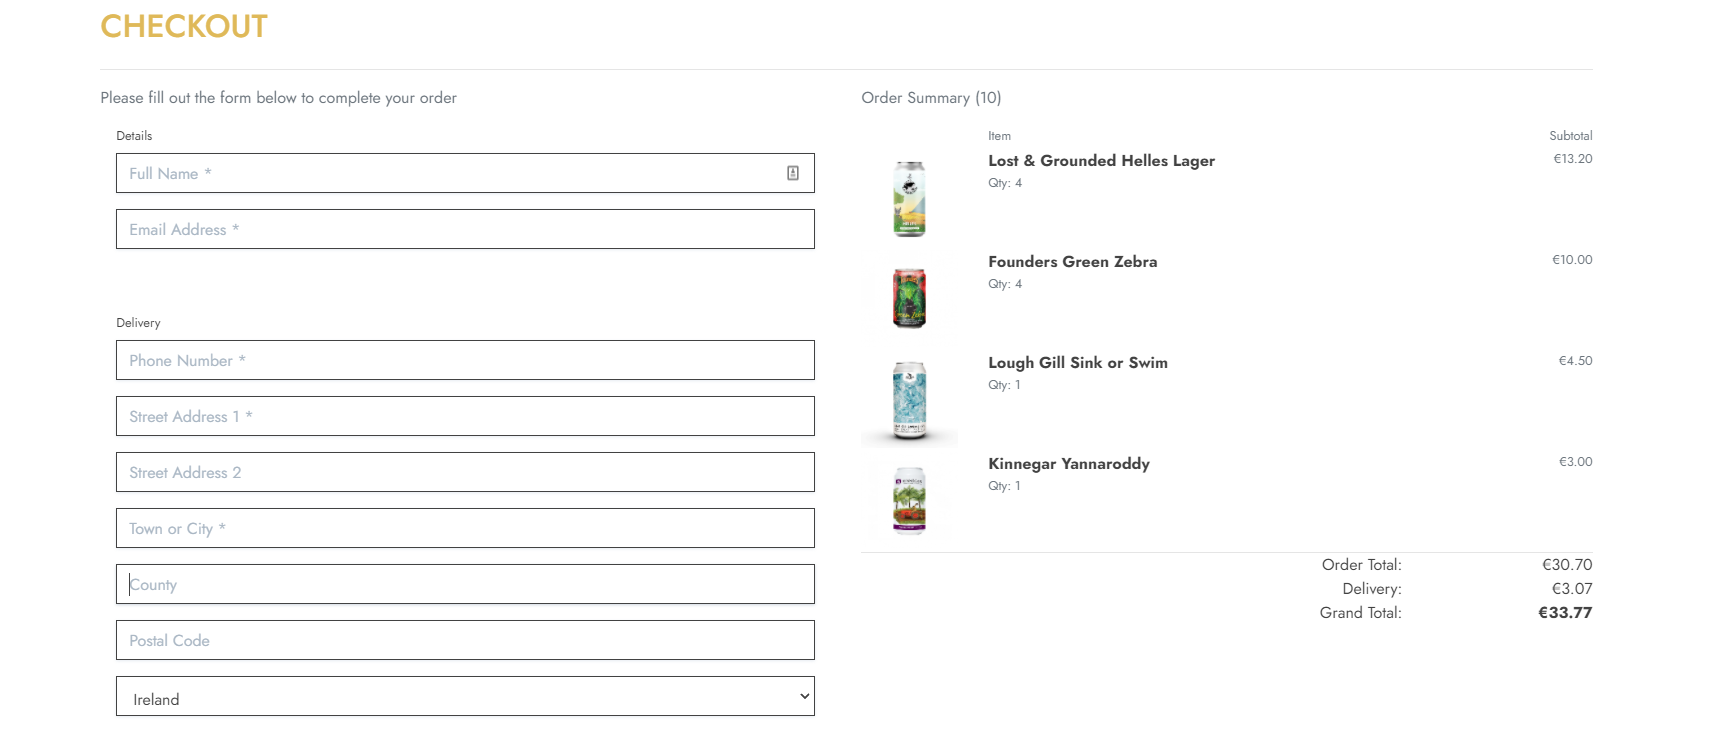 CHECKOUT
Please fill out the form below to complete your order
Details
Full Name *
Email Address *
Delivery
Phone Number *
Street Address 1 *
Street Address 2
Town or City *
County
Postal Code
Ireland
Order Summary (10)
Item Subtotal
Lost & Grounded Helles Lager €13.20
Qty: 4
Founders Green Zebra €10.00
Qty: 4
Lough Gill Sink or Swim €4.50
Qty: 1
Kinnegar Yannaroddy €3.00
Qty: 1
Order Total: €30.70
Delivery: €3.07
Grand Total: €33.77